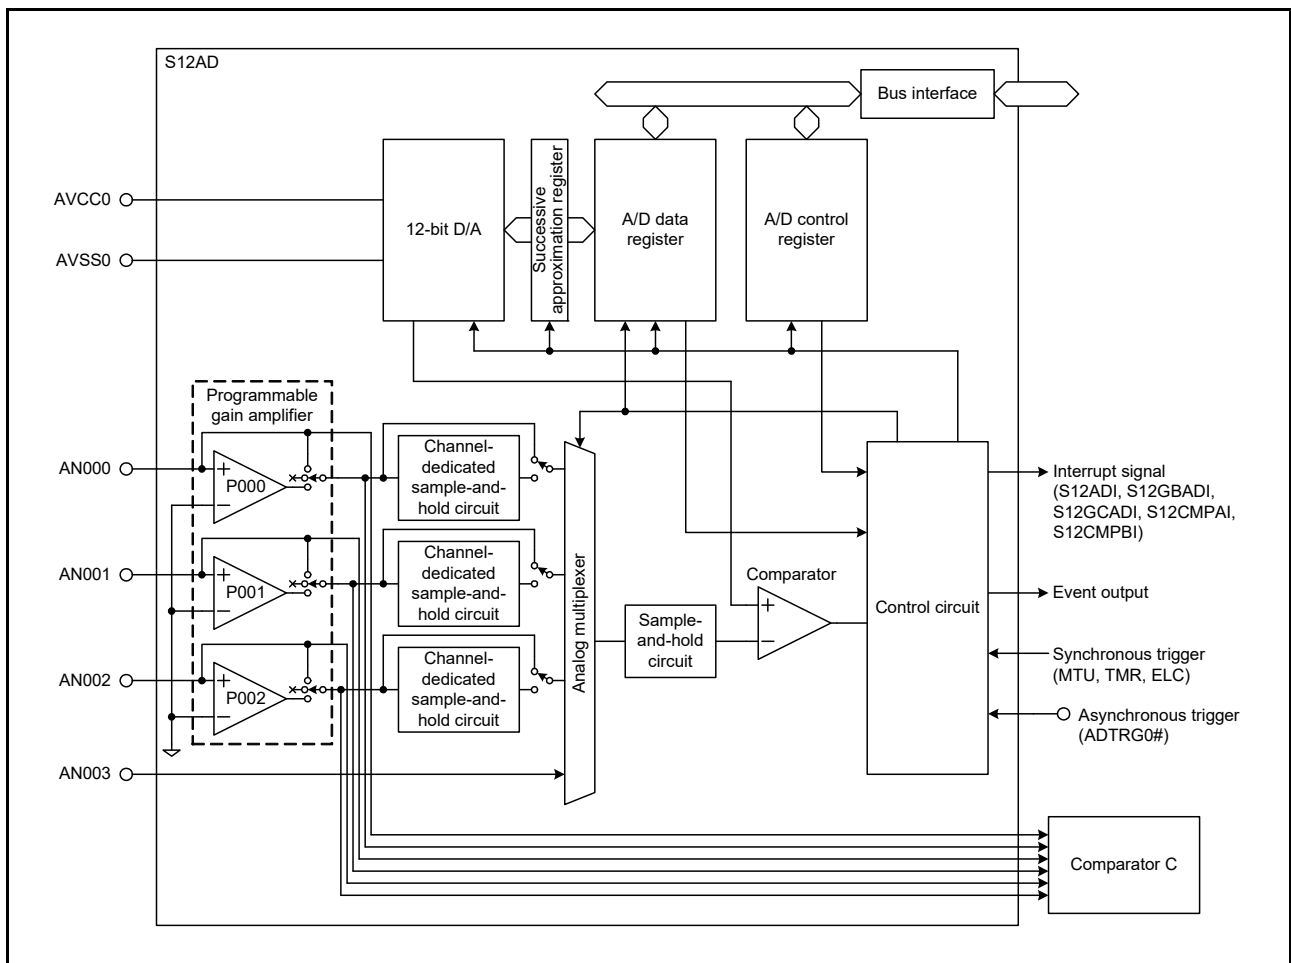 S12AD
Bus interface
AVCC0
AVSS0
12-bit D/A
Successive
approximation register
A/D data
register
A/D control
register
Programmable
gain amplifier
AN000
+
P000
−
Channel-
dedicated
sample-and-
hold circuit
AN001
+
P001
−
Channel-
dedicated
sample-and-
hold circuit
AN002
+
P002
−
Channel-
dedicated
sample-and-
hold circuit
AN003
Analog multiplexer
Sample-
and-hold
circuit
Comparator
+
−
Control circuit
Interrupt signal
(S12ADI, S12GBADI,
S12GCADI, S12CMPAI,
S12CMPBI)
Event output
Synchronous trigger
(MTU, TMR, ELC)
Asynchronous trigger
(ADTRG0#)
Comparator C